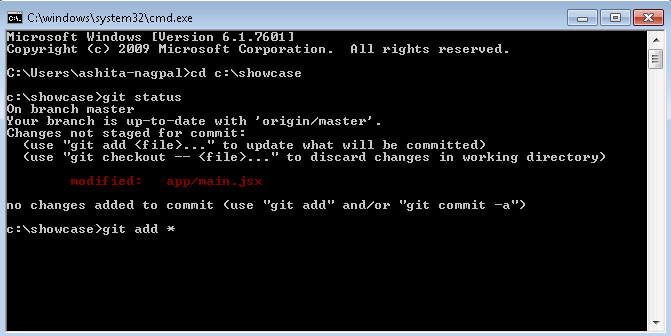 C:\windows\system32\cmd.exe
Microsoft Windows [Version 6.1.7601]
Copyright (c) 2009 Microsoft Corporation.  All rights reserved.
C:\Users\ashita-nagpal>cd c:\showcase
c:\showcase>git status
On branch master
Your branch is up-to-date with 'origin/master'.
Changes not staged for commit:
  (use "git add <file>..." to update what will be committed)
  (use "git checkout -- <file>..." to discard changes in working directory)
        modified:   app/main.jsx
no changes added to commit (use "git add" and/or "git commit -a")
c:\showcase>git add *